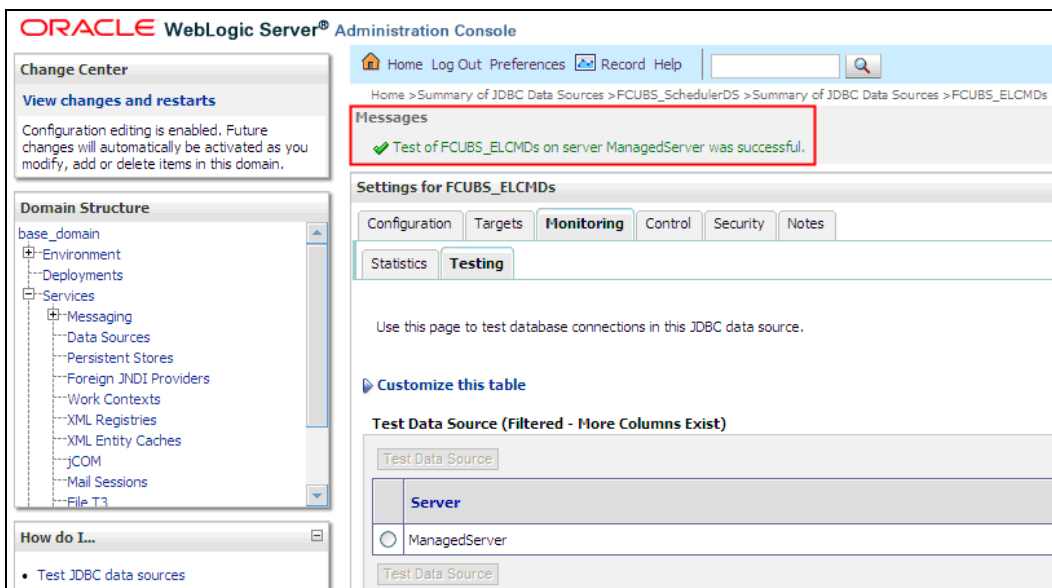 ORACLE WebLogic Server® Administration Console
Change Center
View changes and restarts
Configuration editing is enabled. Future
changes will automatically be activated as you
modify, add or delete items in this domain.
Domain Structure
base_domain
Environment
Deployments
Services
Messaging
Data Sources
Persistent Stores
Foreign JNDI Providers
Work Contexts
XML Registries
XML Entity Caches
jCOM
Mail Sessions
File T3
How do I...
Test JDBC data sources
Home Log Out Preferences Record Help
Home >Summary of JDBC Data Sources >FCUBS_SchedulerDS >Summary of JDBC Data Sources >FCUBS_ELCMDs
Messages
Test of FCUBS_ELCMDs on server ManagedServer was successful.
Settings for FCUBS_ELCMDs
Configuration Targets Monitoring Control Security Notes
Statistics Testing
Use this page to test database connections in this JDBC data source.
Customize this table
Test Data Source (Filtered - More Columns Exist)
Test Data Source
Server
ManagedServer
Test Data Source